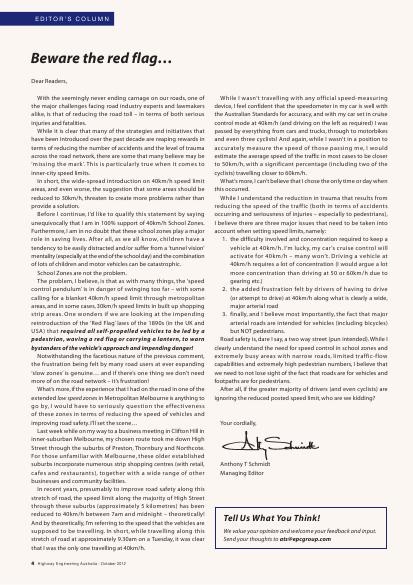 EDITOR'S COLUMN
Beware the red flag...
Dear Readers,
With the seemingly never ending carnage on our roads, one of
the major challenges facing road industry experts and lawmakers
alike, is that of reducing the road toll – in terms of both serious
injuries and fatalities.
While it is clear that many of the strategies and initiatives that
have been introduced over the past decade are reaping rewards in
terms of reducing the number of accidents and the level of trauma
across the road network, there are some that many believe may be
'missing the mark'. This is particularly true when it comes to
inner-city speed limits.
In short, the wide-spread introduction on 40km/h speed limit
areas, and even worse, the suggestion that some areas should be
reduced to 30km/h, threaten to create more problems rather than
provide a solution.
Before I continue, I'd like to qualify this statement by saying
unequivocally that I am in 100% support of 40km/h School Zones.
Furthermore, I am in no doubt that these school zones play a major
role in saving lives. After all, as we all know, children have a
tendency to be easily distracted and/or suffer from a 'tunnel vision'
mentality (especially at the end of the school day) and the combination
of lots of children and motor vehicles can be catastrophic.
School Zones are not the problem.
The problem, I believe, is that as with many things, the 'speed
control pendulum' is in danger of swinging too far – with some
calling for a blanket 40km/h speed limit through metropolitan
areas, and in some cases, 30km/h speed limits in built up shopping
strip areas. One wonders if we are looking at the impending
reintroduction of the 'Red Flag' laws of the 1890s (in the UK and
USA) that required all self-propelled vehicles to be led by a
pedestrian, waving a red flag or carrying a lantern, to warn
bystanders of the vehicle's approach and impending danger!
Notwithstanding the facetious nature of the previous comment,
the frustration being felt by many road users at ever expanding
'slow zones' is genuine... and if there's one thing we don't need
more of on the road network – it's frustration!
What's more, if the experience that I had on the road in one of the
extended low speed zones in Metropolitan Melbourne is anything to
go by, I would have to seriously question the effectiveness
of these zones in terms of reducing the speed of vehicles and
improving road safety. I'll set the scene...
Last week while on my way to a business meeting in Clifton Hill in
inner-suburban Melbourne, my chosen route took me down High
Street through the suburbs of Preston, Thornbury and Northcote.
For those unfamiliar with Melbourne, these older established
suburbs incorporate numerous strip shopping centres (with retail,
cafes and restaurants), together with a wide range of other
businesses and community facilities.
In recent years, presumably to improve road safety along this
stretch of road, the speed limit along the majority of High Street
through these suburbs (approximately 5 kilometres) has been
reduced to 40km/h between 7am and midnight – theoretically!
And by theoretically, I'm referring to the speed that the vehicles are
supposed to be travelling. In short, while travelling along this
stretch of road at approximately 9.30am on a Tuesday, it was clear
that I was the only one travelling at 40km/h.
While I wasn't travelling with any official speed-measuring
device, I feel confident that the speedometer in my car is well with
the Australian Standards for accuracy, and with my car set in cruise
control mode at 40km/h (and driving on the left as required) I was
passed by everything from cars and trucks, through to motorbikes
and even three cyclists! And again, while I wasn't in a position to
accurately measure the speed of those passing me, I would
estimate the average speed of the traffic in most cases to be closer
to 50km/h, with a significant percentage (including two of the
cyclists) travelling closer to 60km/h.
What's more, I can't believe that I chose the only time or day when
this occurred.
While I understand the reduction in trauma that results from
reducing the speed of the traffic (both in terms of accidents
occurring and seriousness of injuries – especially to pedestrians),
I believe there are three major issues that need to be taken into
account when setting speed limits, namely:
1. the difficulty involved and concentration required to keep a
vehicle at 40km/h. I'm lucky, my car's cruise control will
activate for 40km/h – many won't. Driving a vehicle at
40km/h requires a lot of concentration (I would argue a lot
more concentration than driving at 50 or 60km/h due to
gearing etc.)
2. the added frustration felt by drivers of having to drive
(or attempt to drive) at 40km/h along what is clearly a wide,
major arterial road
3. finally, and I believe most importantly, the fact that major
arterial roads are intended for vehicles (including bicycles)
but NOT pedestrians.
Road safety is, dare I say, a two way street (pun intended). While I
clearly understand the need for speed control in school zones and
extremely busy areas with narrow roads, limited traffic-flow
capabilities and extremely high pedestrian numbers, I believe that
we need to not lose sight of the fact that roads are for vehicles and
footpaths are for pedestrians.
After all, if the greater majority of drivers (and even cyclists) are
ignoring the reduced posted speed limit, who are we kidding?
Your cordially,
Anthony T Schmidt
Managing Editor
Tell Us What You Think!
We value your opinion and welcome your feedback and input.
Send your thoughts to ats@epcgroup.com
4 Highway Engineering Australia | October 2012